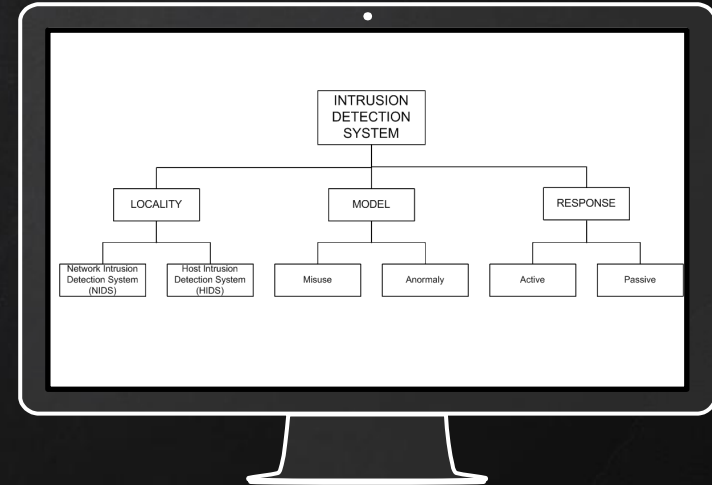 INTRUSION
DETECTION
SYSTEM
LOCALITY
MODEL
RESPONSE
Network Intrusion
Detection System
(NIDS)
Host Intrusion
Detection System
(HIDS)
Misuse
Anormaly
Active
Passive